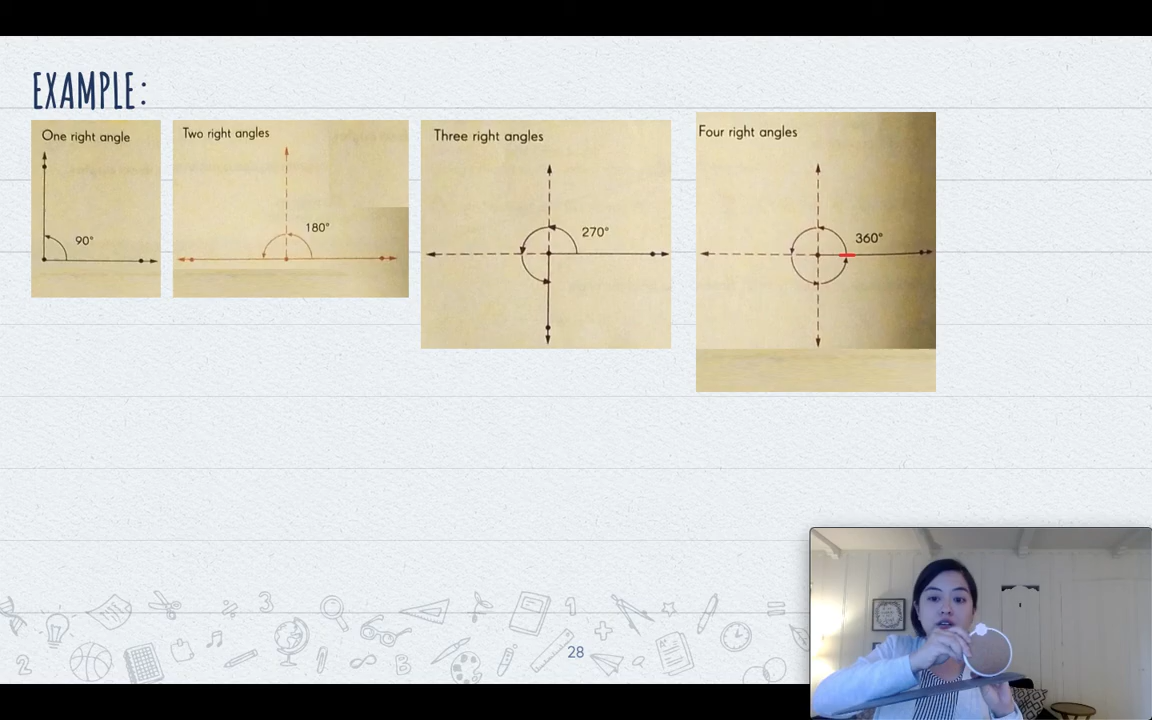 EXAMPLE:
One right angle
90°
Two right angles
180°
Three right angles
270°
Four right angles
360°
28